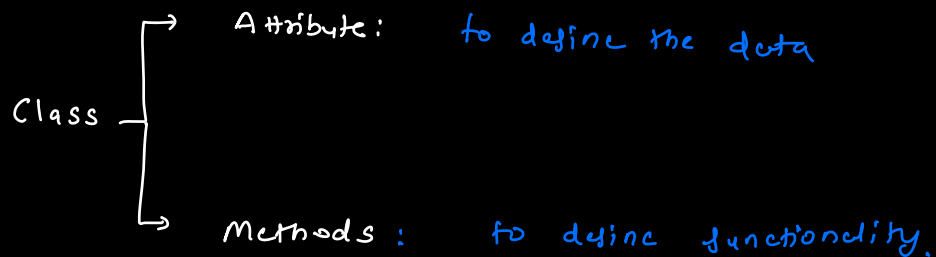 Attribute: to define the data
Class
Methods: to define functionality.